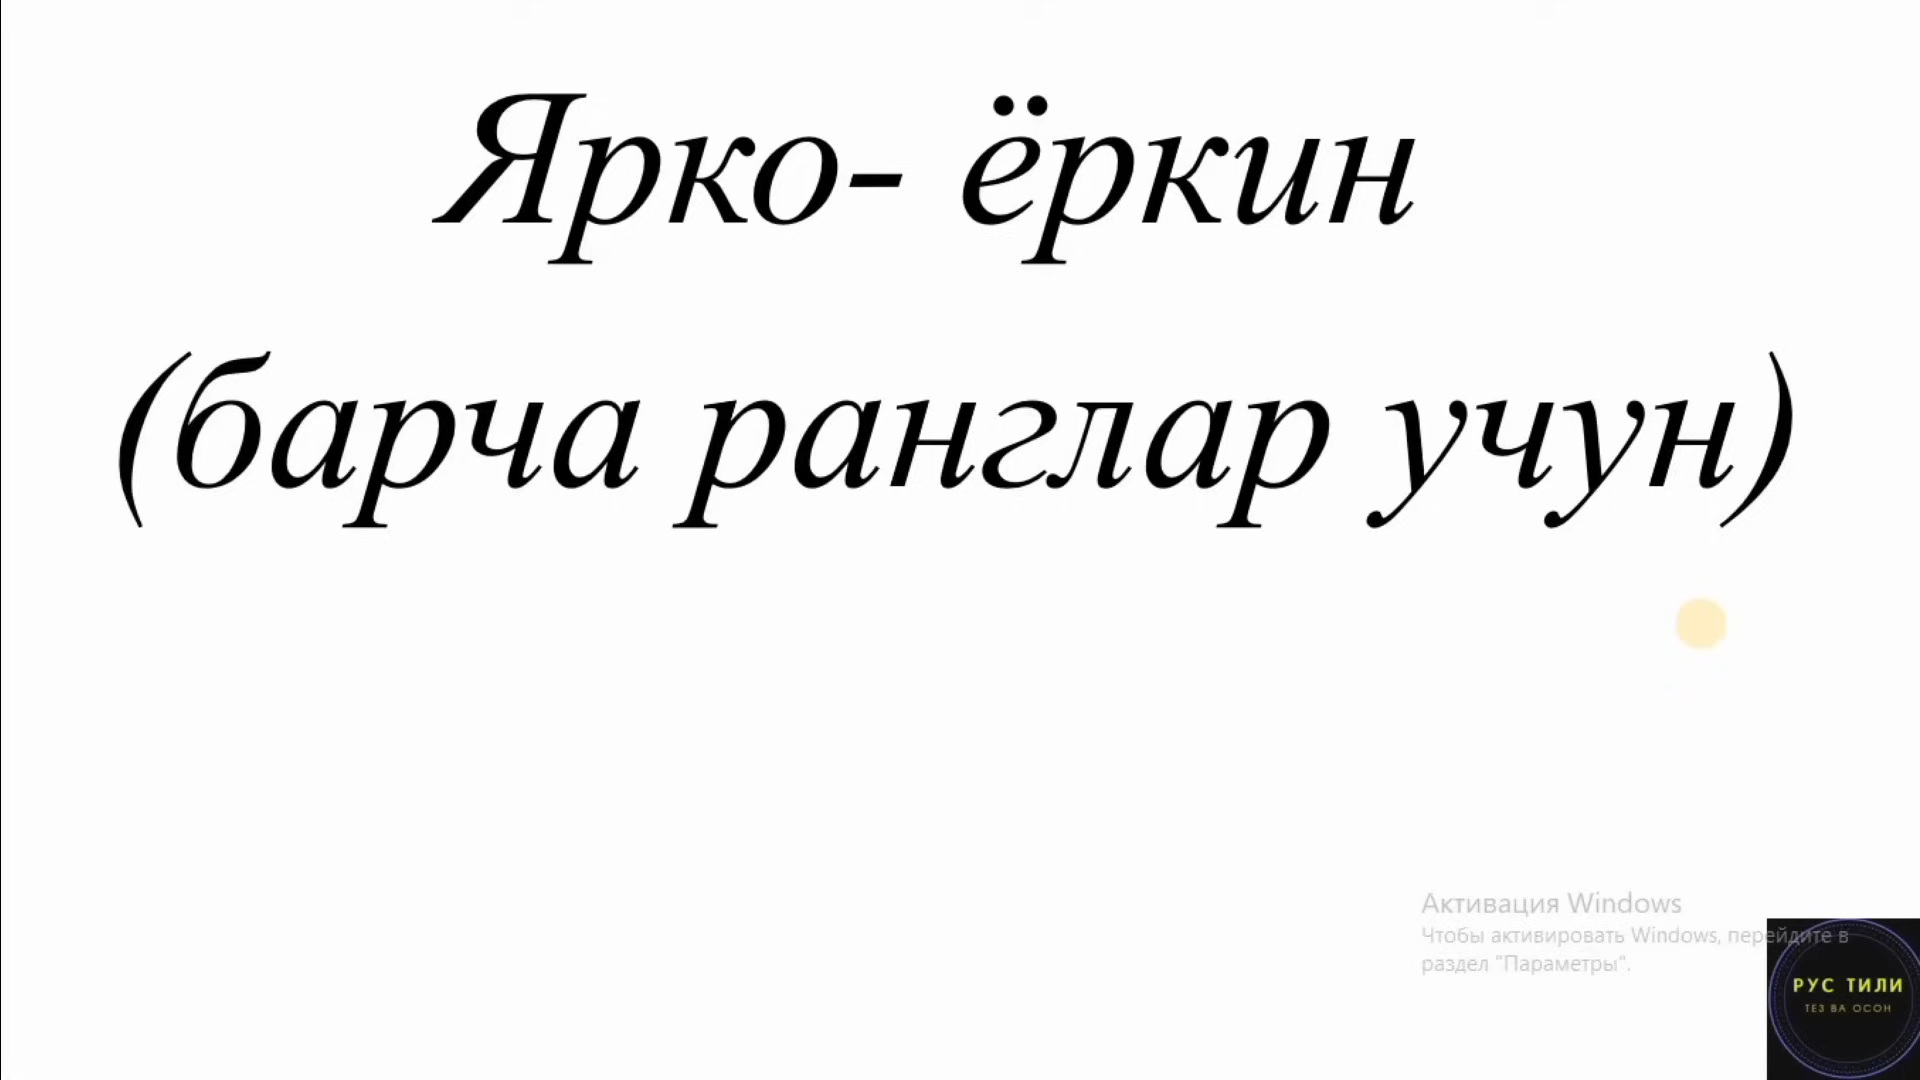 Ярко- ёркин
(барча ранглар учун)
Активация Windows
Чтобы активировать Windows, перейдите в
раздел "Параметры".
РУС ТИЛИ
ТЕЗ ВА ОСОН